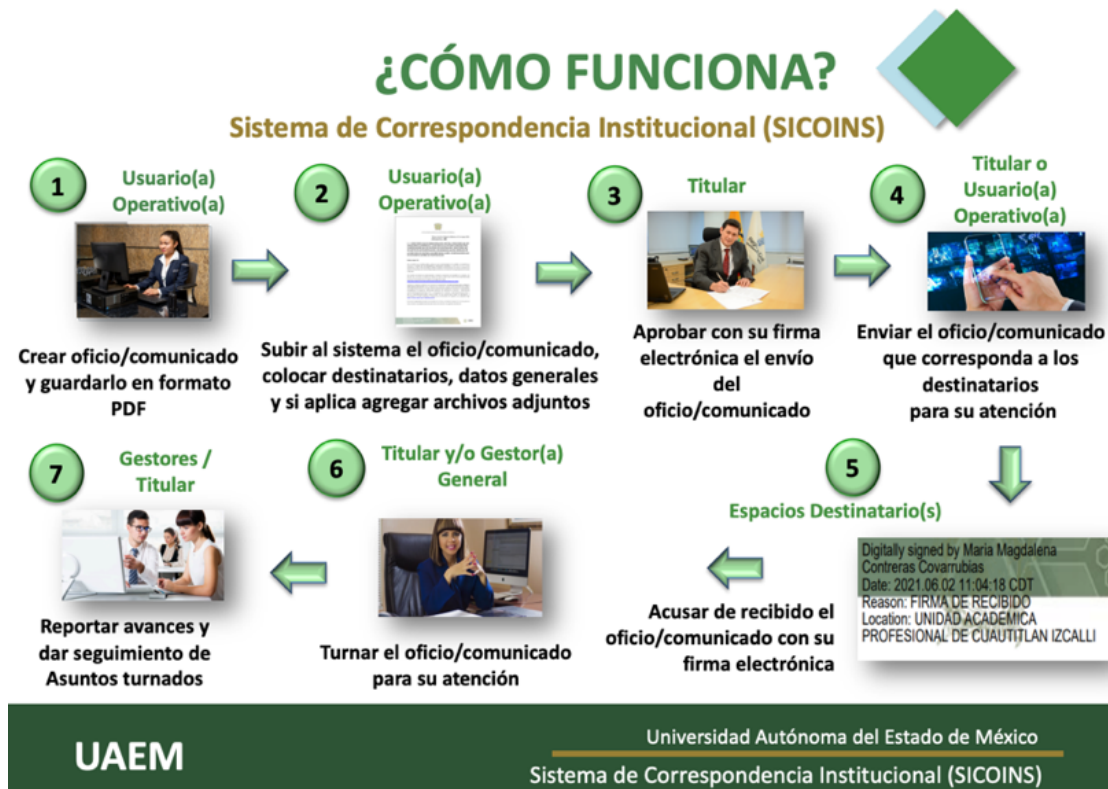 ¿CÓMO FUNCIONA?
Sistema de Correspondencia Institucional (SICOINS)
1
Usuario(a)
Operativo(a)
Crear oficio/comunicado
y guardarlo en formato
PDF
2
Usuario(a)
Operativo(a)
Subir al sistema el oficio/comunicado,
colocar destinatarios, datos generales
y si aplica agregar archivos adjuntos
3
Titular
Aprobar con su firma
electrónica el envío
del
oficio/comunicado
4
Titular o
Usuario(a)
Operativo(a)
Enviar el oficio/comunicado
que corresponda a los
destinatarios
para su atención
5
Espacios Destinatario(s)
Digitally signed by Maria Magdalena
Contreras Covarrubias
Date: 2021.06.02 11:04:18 CDT
Reason: FIRMA DE RECIBIDO
Location: UNIDAD ACADEMICA
PROFESIONAL DE CUAUTITLAN IZCALLI
Acusar de recibido el
oficio/comunicado con su
firma electrónica
6
Titular y/o Gestor(a)
General
Turnar el oficio/comunicado
para su atención
7
Gestores /
Titular
Reportar avances y
dar seguimiento de
Asuntos turnados
UAEM
Universidad Autónoma del Estado de México
Sistema de Correspondencia Institucional (SICOINS)